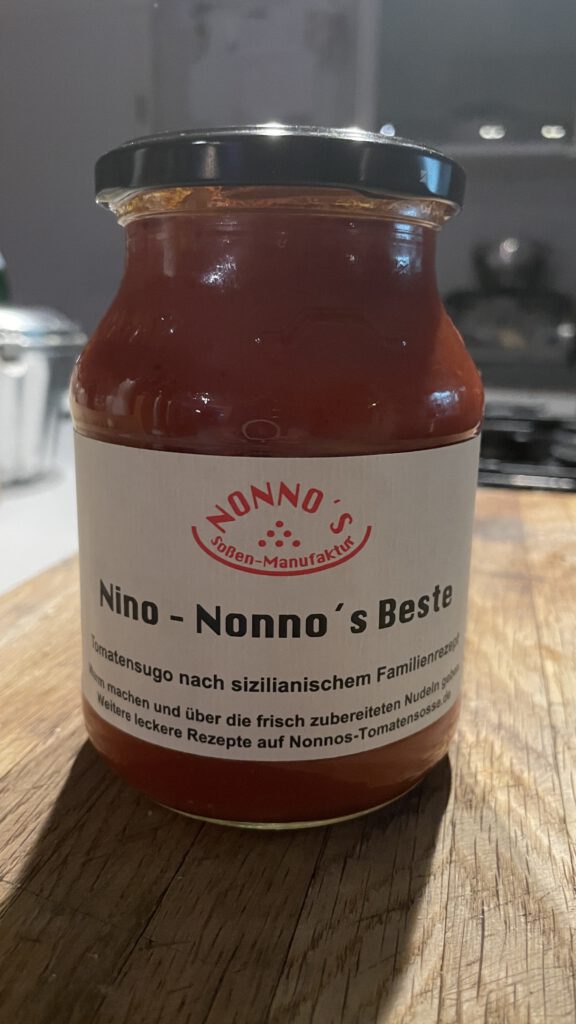 NONNO´S
Soßen-Manufaktur
Nino - Nonno´s Beste
Tomatensugo nach sizilianischem Familienrezept
Warm machen und über die frisch zubereiteten Nudeln geben.
Weitere leckere Rezepte auf Nonnos-Tomatensosse.de